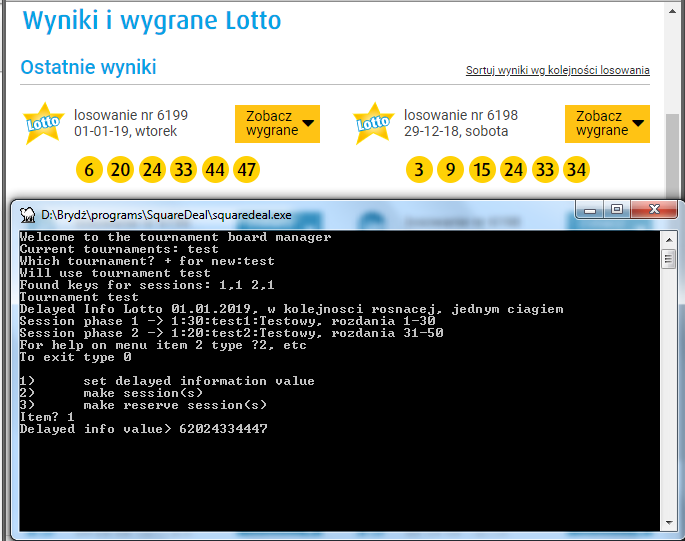 Wyniki i wygrane Lotto
Ostatnie wyniki
Sortuj wyniki wg kolejności losowania
Lotto
losowanie nr 6199
01-01-19, wtorek
Zobacz
wygrane
6 20 24 33 44 47
Lotto
losowanie nr 6198
29-12-18, sobota
Zobacz
wygrane
3 9 15 24 33 34
D:\Brydż\programs\SquareDeal\squaredeal.exe
Welcome to the tournament board manager
Current tournaments: test
Which tournament? + for new:test
Will use tournament test
Found keys for sessions: 1,1 2,1
Tournament test
Delayed Info Lotto 01.01.2019, w kolejnosci rosnacej, jednym ciagiem
Session phase 1 -> 1:30:test1:Testowy, rozdania 1-30
Session phase 2 -> 1:20:test2:Testowy, rozdania 31-50
For help on menu item 2 type ?2, etc
To exit type 0
1) set delayed information value
2) make session(s)
3) make reserve session(s)
Item? 1
Delayed info value> 62024334447